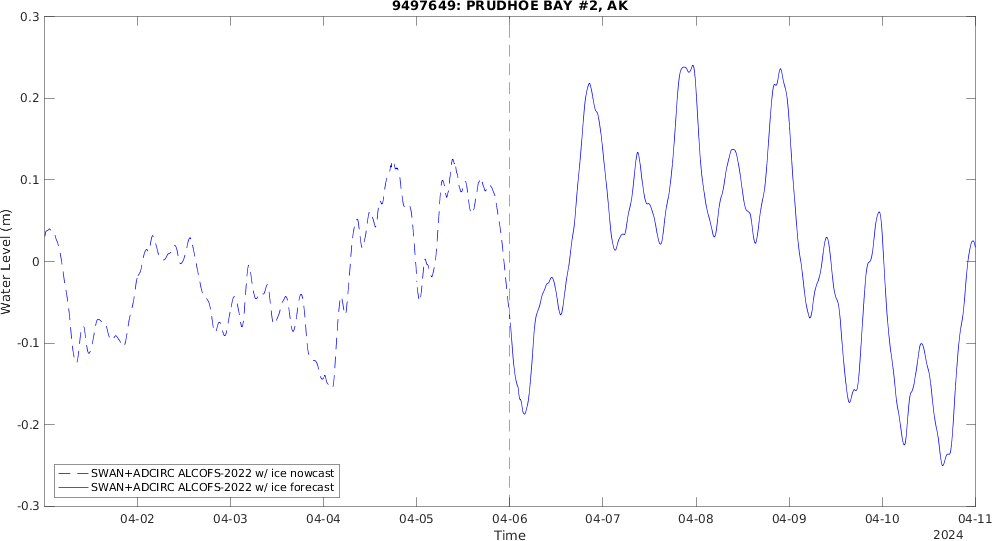 9497649: PRUDHOE BAY #2, AK
0.3
0.2
0.1
0
-0.1
-0.2
-0.3
Water Level (m)
SWAN+ADCIRC ALCOFS-2022 w/ ice nowcast
SWAN+ADCIRC ALCOFS-2022 w/ ice forecast
04-02 04-03 04-04 04-05 04-06 04-07 04-08 04-09 04-10 04-11
Time
2024